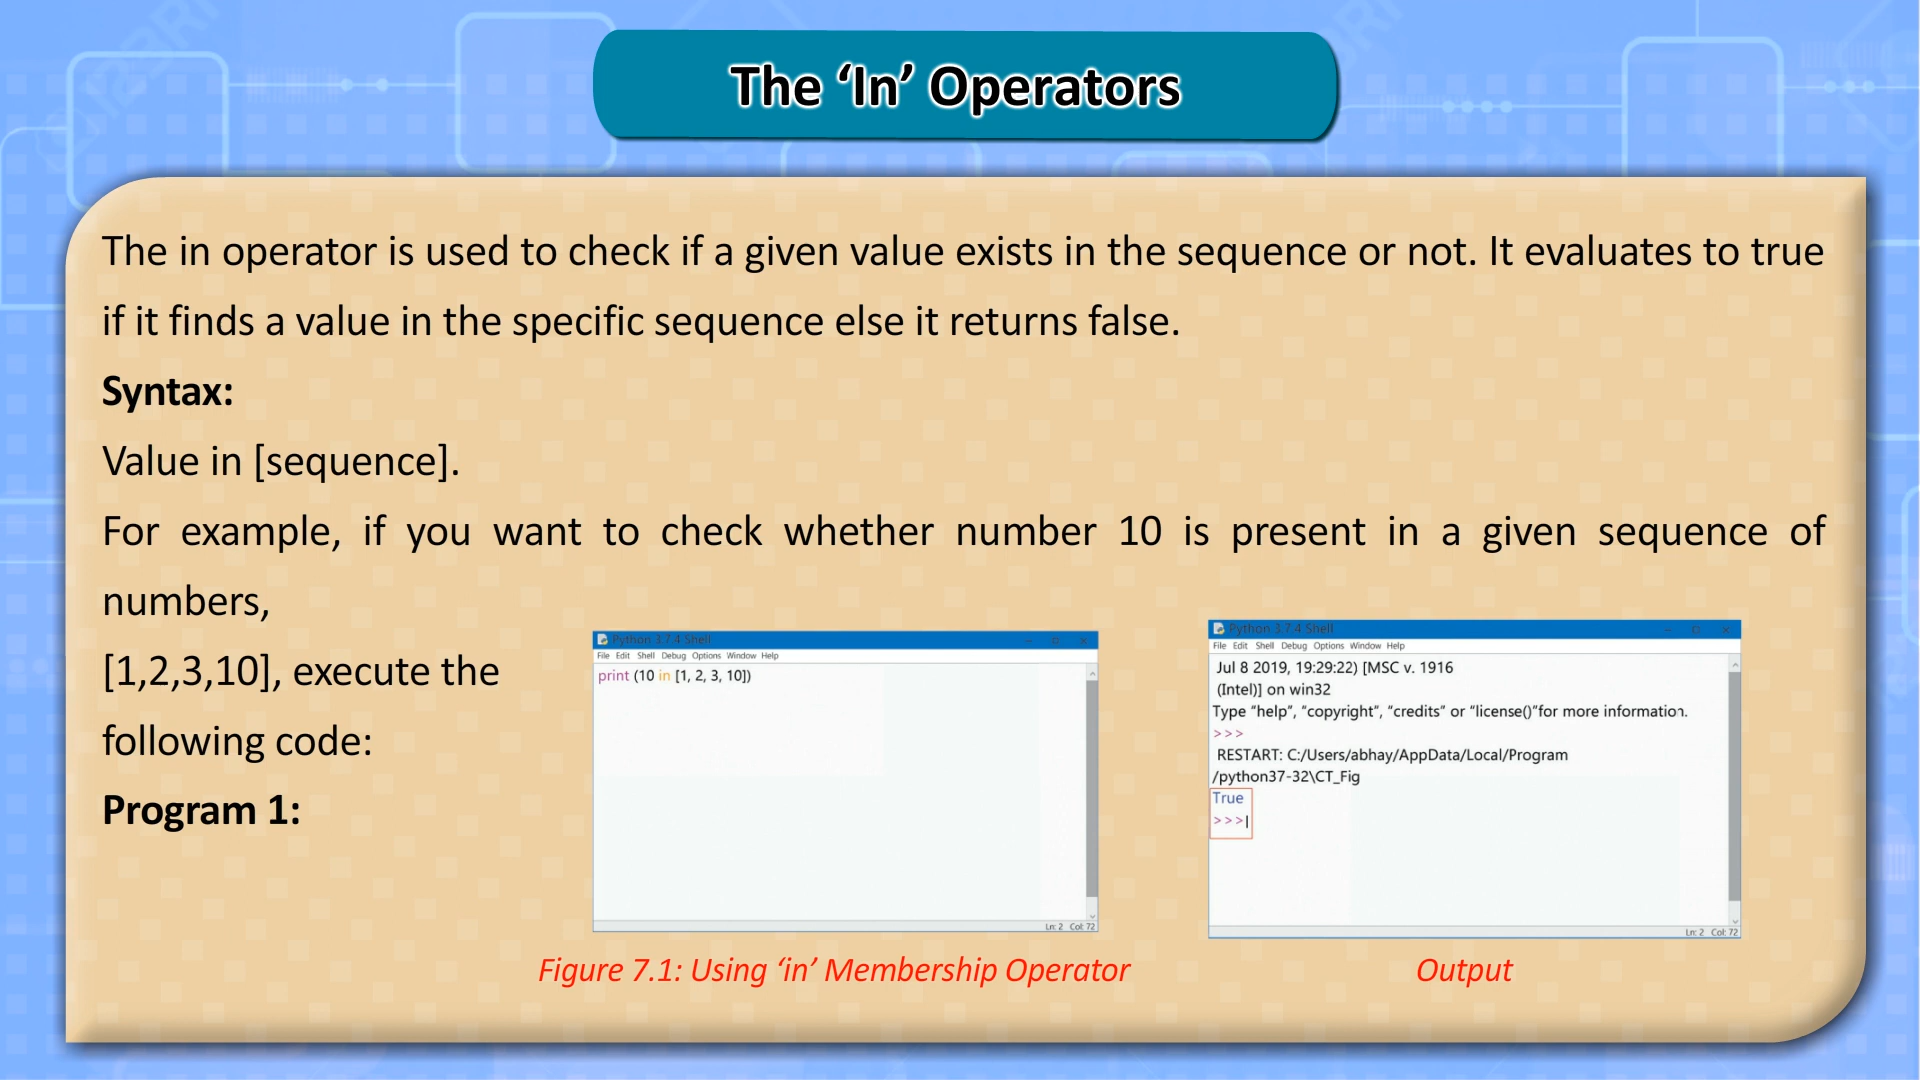 The ‘In’ Operators
The in operator is used to check if a given value exists in the sequence or not. It evaluates to true
if it finds a value in the specific sequence else it returns false.
Syntax:
Value in [sequence].
For example, if you want to check whether number 10 is present in a given sequence of
numbers,
[1,2,3,10], execute the
following code:
Program 1:
Python 3.7.4 Shell
File Edit Shell Debug Options Window Help
print (10 in [1, 2, 3, 10])
Ln: 2 Col: 72
Figure 7.1: Using ‘in’ Membership Operator
Python 3.7.4 Shell
File Edit Shell Debug Options Window Help
Jul 8 2019, 19:29:22) [MSC v. 1916
(Intel)] on win32
Type “help”, “copyright”, “credits” or “license()”for more information.
>>>
RESTART: C:/Users/abhay/AppData/Local/Program
/python37-32\CT_Fig
True
>>>
Ln: 2 Col: 72
Output